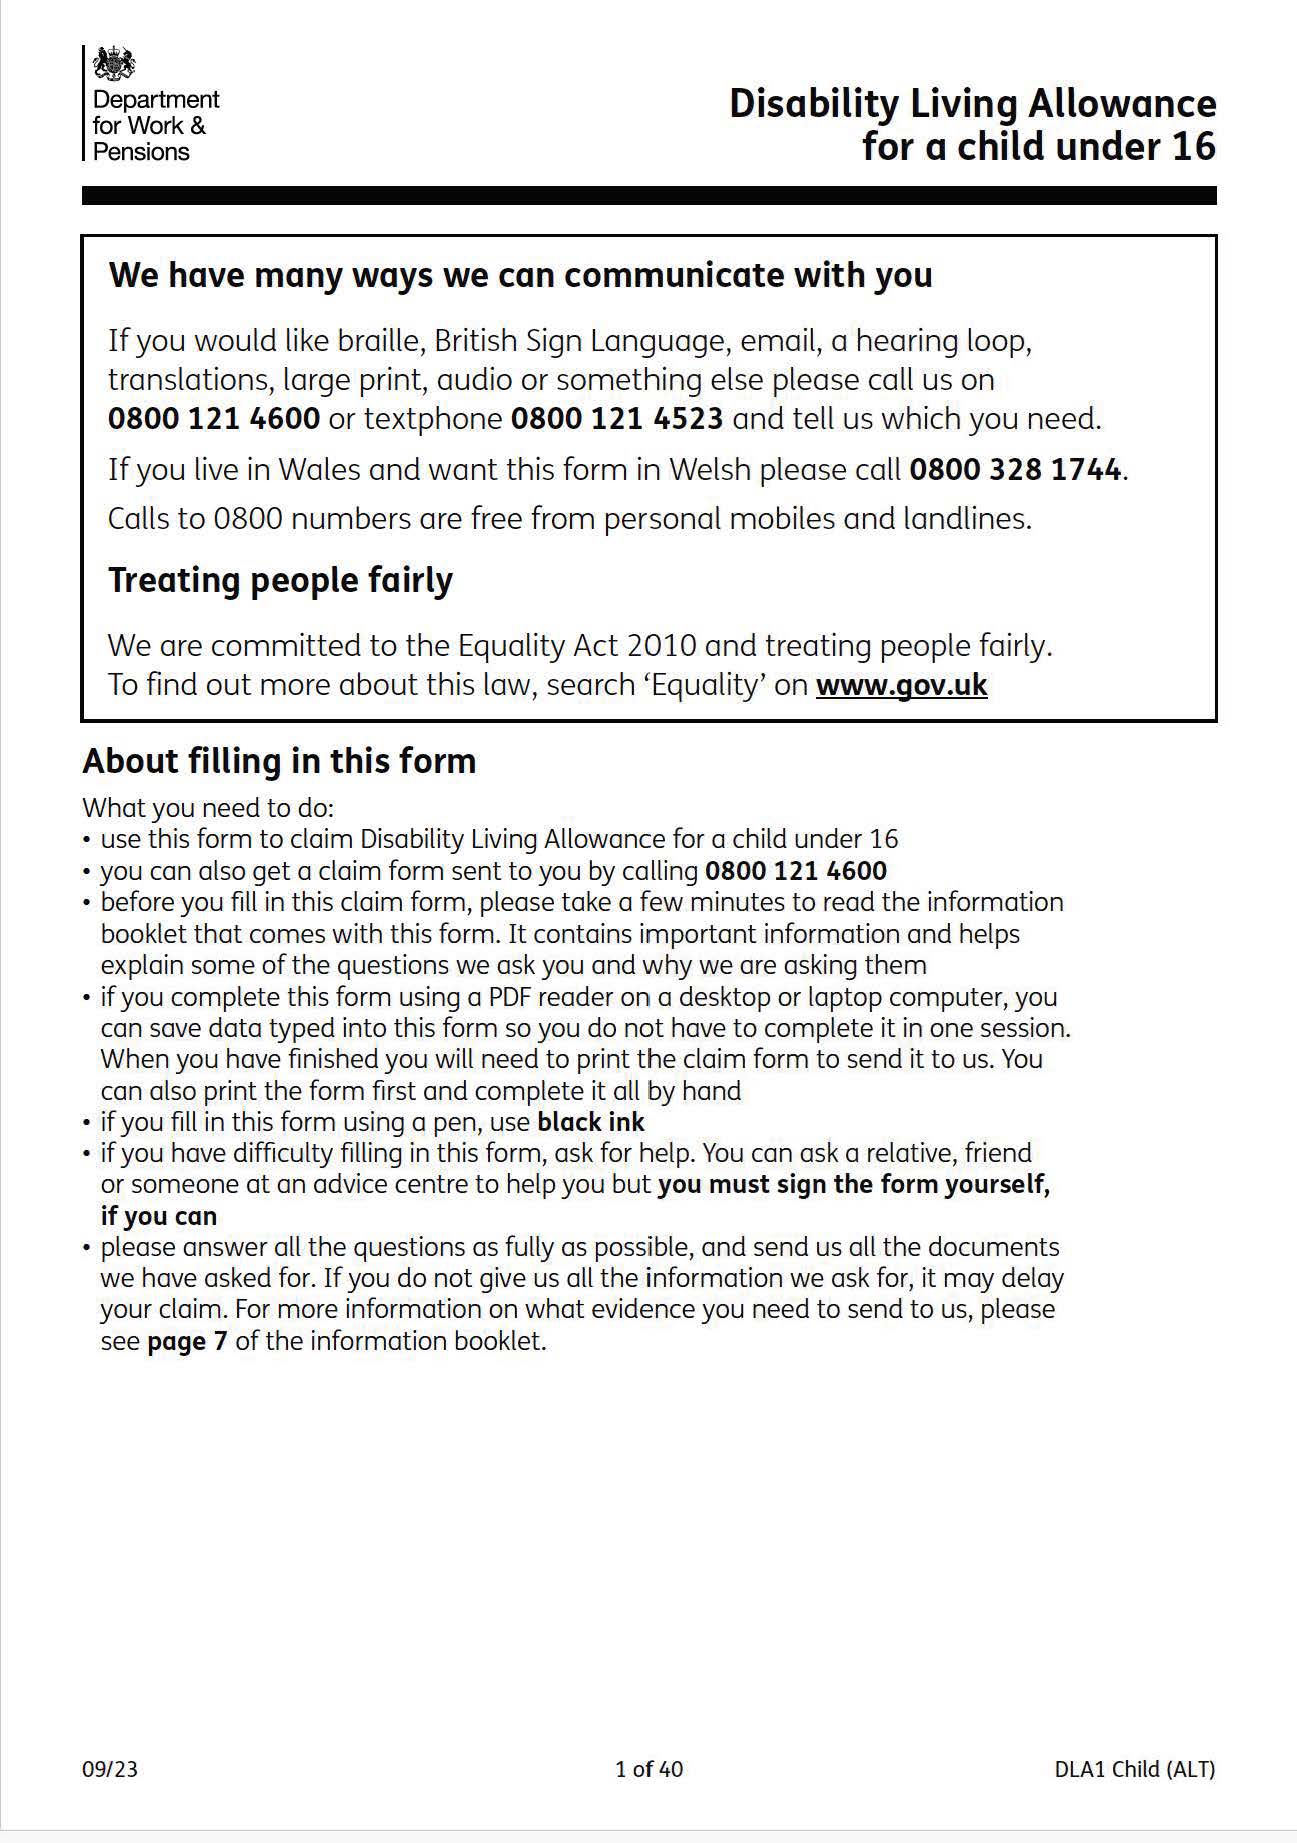 Department
for Work &
Pensions
Disability Living Allowance
for a child under 16
We have many ways we can communicate with you
If you would like braille, British Sign Language, email, a hearing loop,
translations, large print, audio or something else please call us on
0800 121 4600 or textphone 0800 121 4523 and tell us which you need.
If you live in Wales and want this form in Welsh please call 0800 328 1744.
Calls to 0800 numbers are free from personal mobiles and landlines.
Treating people fairly
We are committed to the Equality Act 2010 and treating people fairly.
To find out more about this law, search ‘Equality’ on www.gov.uk
About filling in this form
What you need to do:
• use this form to claim Disability Living Allowance for a child under 16
• you can also get a claim form sent to you by calling 0800 121 4600
• before you fill in this claim form, please take a few minutes to read the information
booklet that comes with this form. It contains important information and helps
explain some of the questions we ask you and why we are asking them
• if you complete this form using a PDF reader on a desktop or laptop computer, you
can save data typed into this form so you do not have to complete it in one session.
When you have finished you will need to print the claim form to send it to us. You
can also print the form first and complete it all by hand
• if you fill in this form using a pen, use black ink
• if you have difficulty filling in this form, ask for help. You can ask a relative, friend
or someone at an advice centre to help you but you must sign the form yourself,
if you can
• please answer all the questions as fully as possible, and send us all the documents
we have asked for. If you do not give us all the information we ask for, it may delay
your claim. For more information on what evidence you need to send to us, please
see page 7 of the information booklet.
09/23
1 of 40
DLA1 Child (ALT)